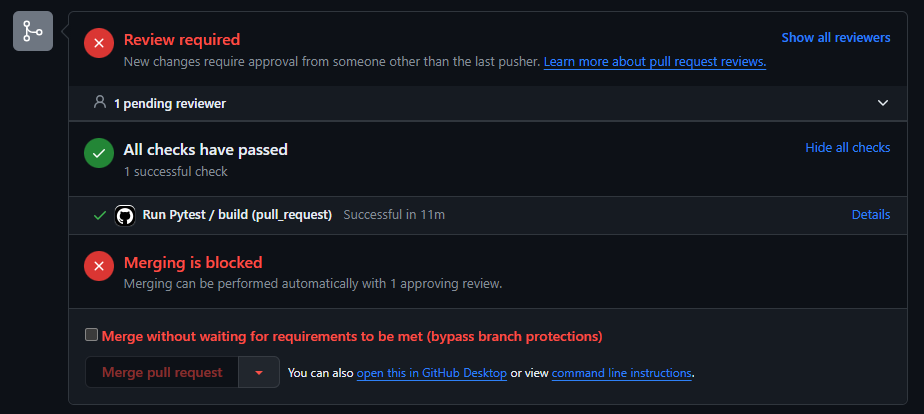 Review required
Show all reviewers
New changes require approval from someone other than the last pusher. Learn more about pull request reviews.
1 pending reviewer
All checks have passed
Hide all checks
1 successful check
Run Pytest / build (pull_request) Successful in 11m
Details
Merging is blocked
Merging can be performed automatically with 1 approving review.
Merge without waiting for requirements to be met (bypass branch protections)
Merge pull request
You can also open this in GitHub Desktop or view command line instructions.